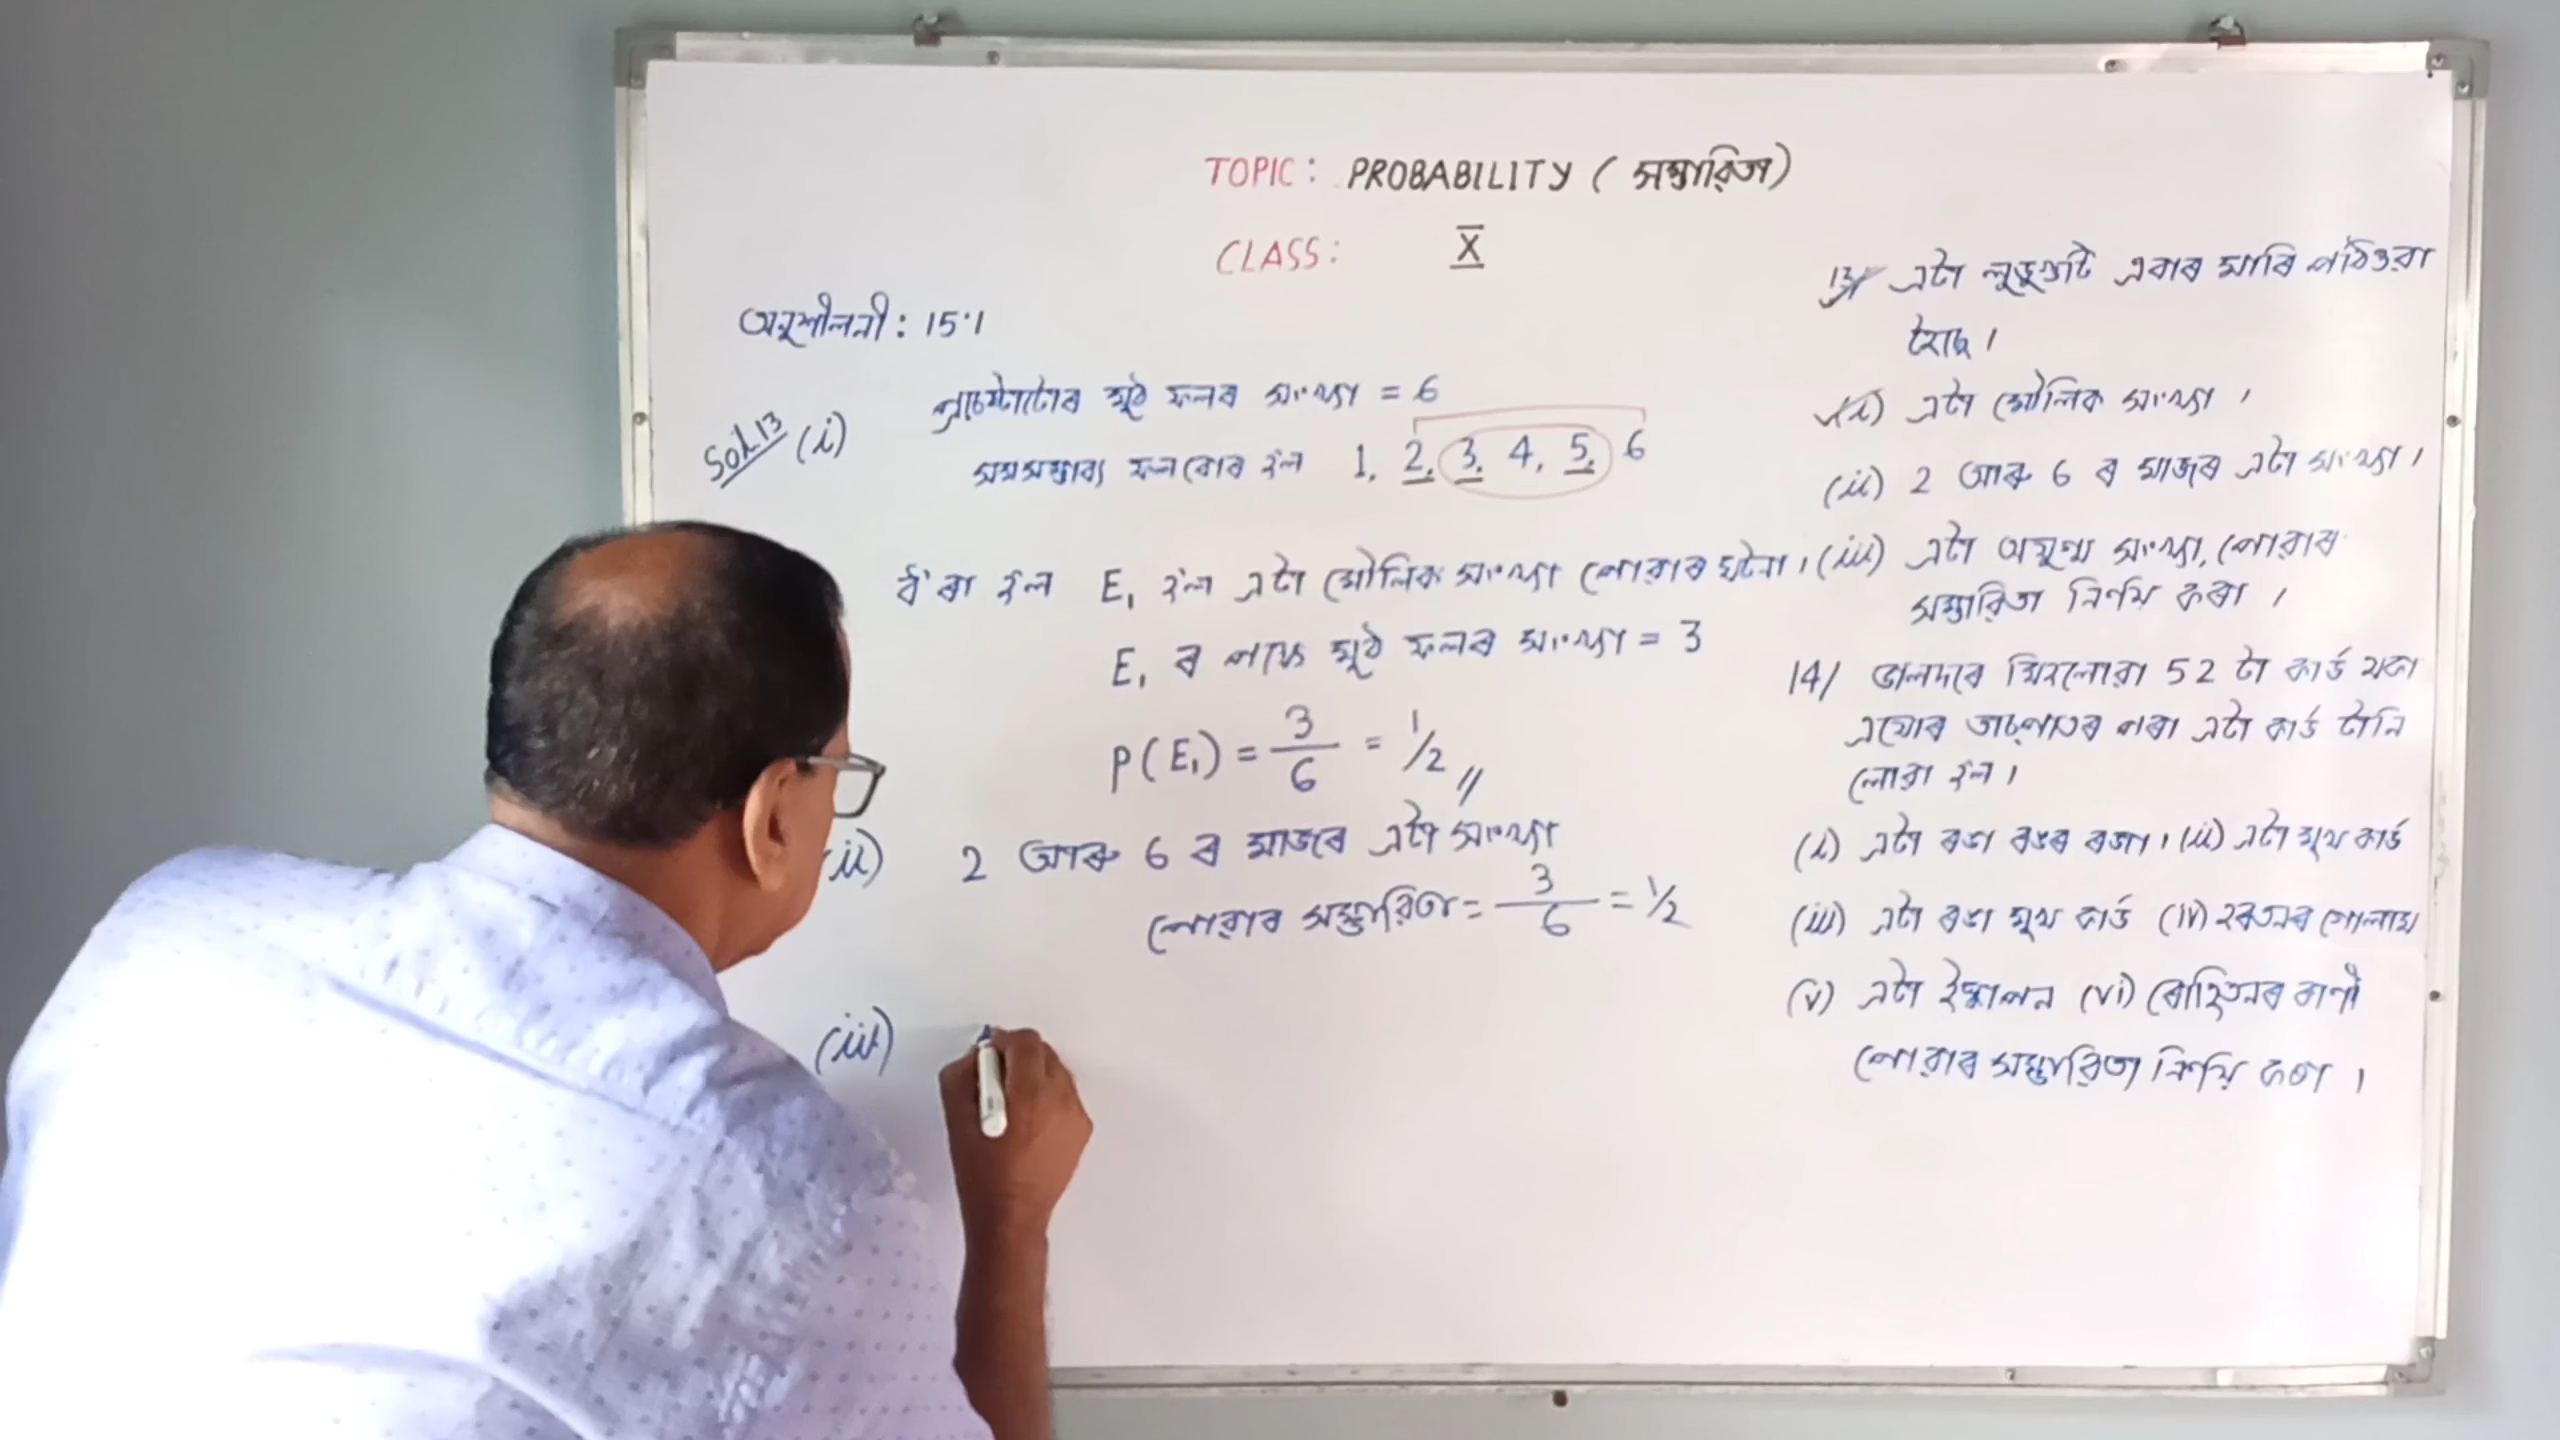 TOPIC: PROBABILITY (সম্ভাৱিতা)
CLASS: X
অনুশীলনী: 15.1
Sol.13 (i) প্ৰচেষ্টাটোৰ মুঠ ফলৰ সংখ্যা = 6
সমসম্ভাব্য ফলবোৰ হ'ল 1, 2, 3, 4, 5, 6
ধ'ৰা হ'ল E₁ হ'ল এটা মৌলিক সংখ্যা পোৱাৰ ঘটনা।
E₁ ৰ পক্ষে মুঠ ফলৰ সংখ্যা = 3
P(E₁) = 3/6 = 1/2 //
(ii) 2 আৰু 6 ৰ মাজৰে এটা সংখ্যা
পোৱাৰ সম্ভাৱিতা = 3/6 = 1/2
(iii)
13/ এটা লুডুগুটি এবাৰ মাৰি পঠিওৱা
হৈছে।
(i) এটা মৌলিক সংখ্যা,
(ii) 2 আৰু 6 ৰ মাজৰ এটা সংখ্যা,
(iii) এটা অযুগ্ম সংখ্যা, পোৱাৰ
সম্ভাৱিতা নিৰ্ণয় কৰা।
14/ ভালদৰে মিহলোৱা 52 টা কাৰ্ড থকা
এযোৰ তাচপাতৰ পৰা এটা কাৰ্ড টানি
লোৱা হ'ল।
(i) এটা ৰঙা ৰঙৰ ৰজা। (ii) এটা মুখ কাৰ্ড
(iii) এটা ৰঙা মুখ কাৰ্ড (iv) হৰতনৰ গোলাম
(v) এটা ইস্কাপন (vi) ৰোহিতনৰ ৰাণী
পোৱাৰ সম্ভাৱিতা নিৰ্ণয় কৰা।